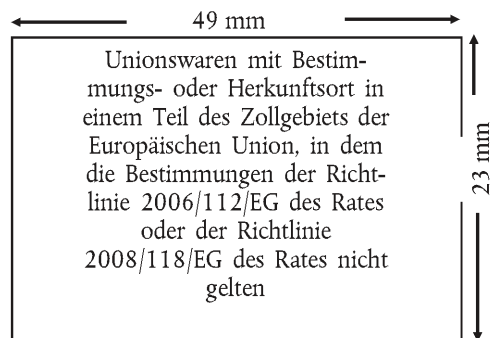 49 mm
Unionswaren mit Bestim-
mungs- oder Herkunftsort in
einem Teil des Zollgebiets der
Europäischen Union, in dem
die Bestimmungen der Richt-
linie 2006/112/EG des Rates
oder der Richtlinie
2008/118/EG des Rates nicht
gelten
23 mm